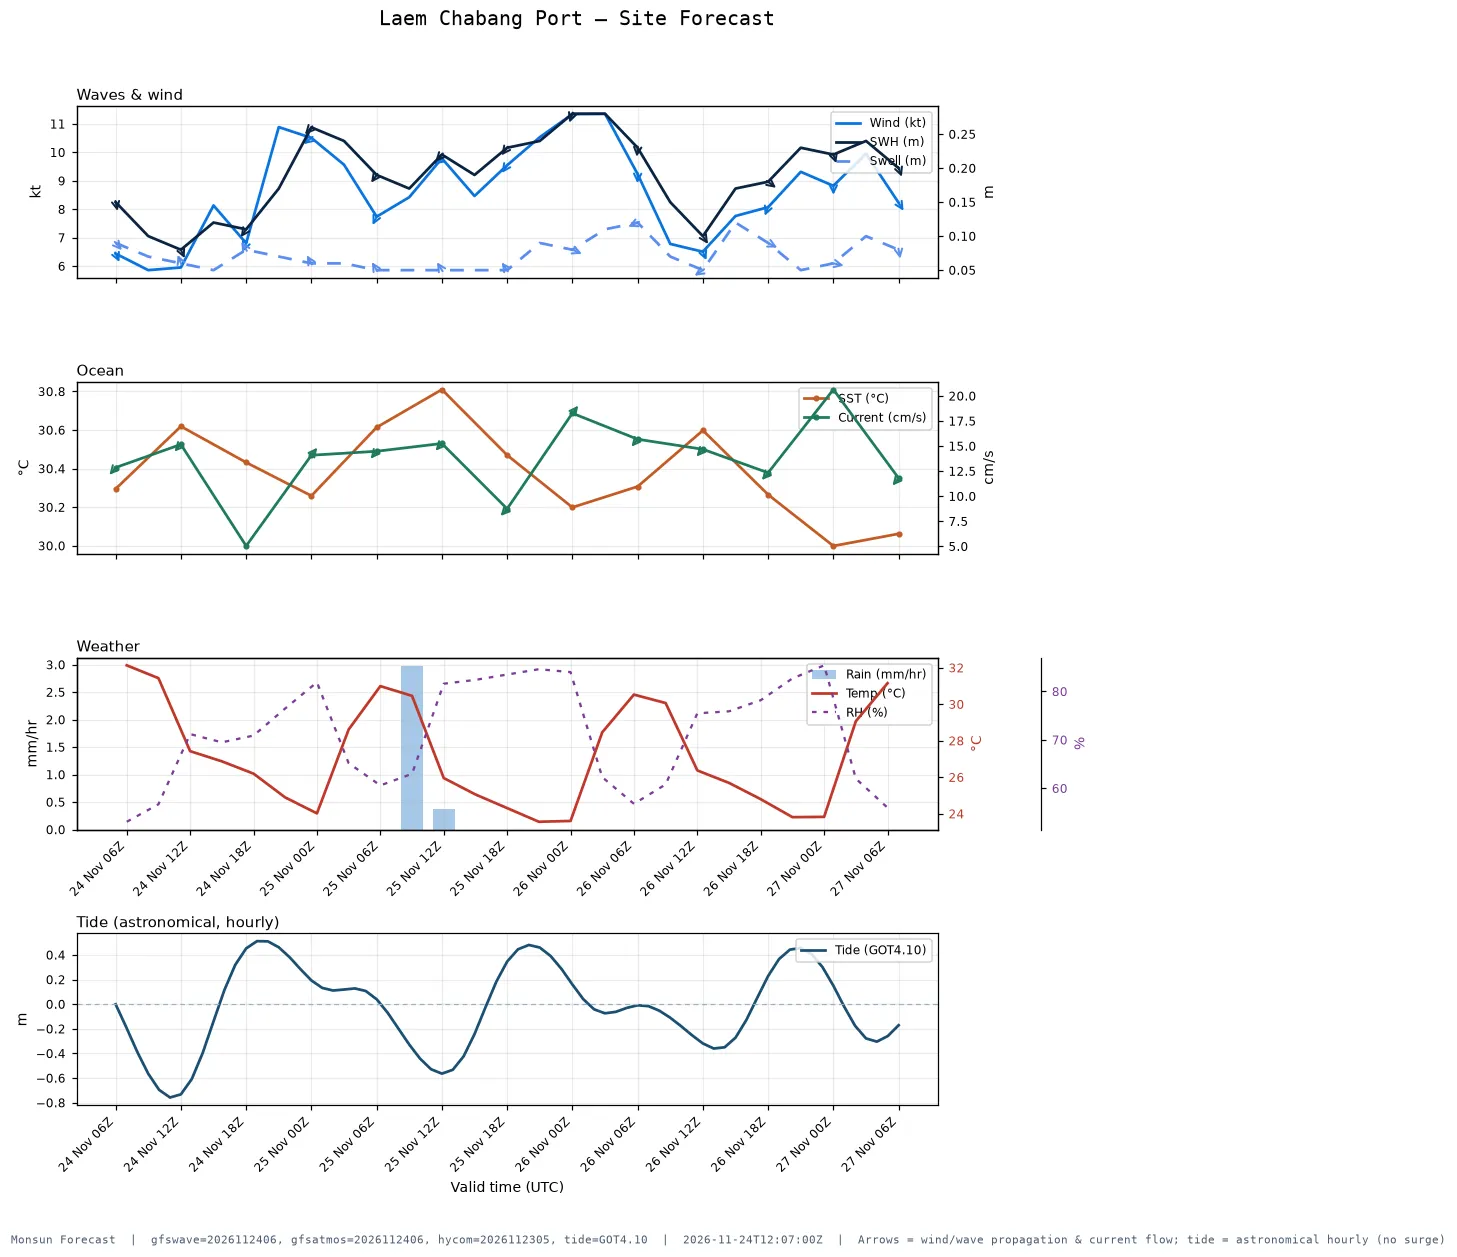 Laem Chabang Port — Site Forecast
Waves & wind
11
10
9
8
7
6
kt
0.25
0.20
0.15
0.10
0.05
m
Wind (kt)
SWH (m)
Swell (m)
Ocean
30.8
30.6
30.4
30.2
30.0
°C
20.0
17.5
15.0
12.5
10.0
7.5
5.0
cm/s
SST (°C)
Current (cm/s)
Weather
3.0
2.5
2.0
1.5
1.0
0.5
0.0
mm/hr
32
30
28
26
24
°C
80
70
60
%
Rain (mm/hr)
Temp (°C)
RH (%)
24 Nov 06Z
24 Nov 12Z
24 Nov 18Z
25 Nov 00Z
25 Nov 06Z
25 Nov 12Z
25 Nov 18Z
26 Nov 00Z
26 Nov 06Z
26 Nov 12Z
26 Nov 18Z
27 Nov 00Z
27 Nov 06Z
Tide (astronomical, hourly)
0.4
0.2
0.0
−0.2
−0.4
−0.6
−0.8
m
Tide (GOT4.10)
24 Nov 06Z
24 Nov 12Z
24 Nov 18Z
25 Nov 00Z
25 Nov 06Z
25 Nov 12Z
25 Nov 18Z
26 Nov 00Z
26 Nov 06Z
26 Nov 12Z
26 Nov 18Z
27 Nov 00Z
27 Nov 06Z
Valid time (UTC)
Monsun Forecast | gfswave=2026112406, gfsatmos=2026112406, hycom=2026112305, tide=GOT4.10 | 2026-11-24T12:07:00Z | Arrows = wind/wave propagation & current flow; tide = astronomical hourly (no surge)